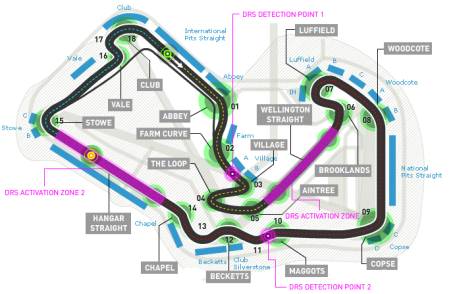 DRS DETECTION POINT 1
Club
International
Pits Straight
17
18
16
Vale
CLUB
VALE
Abbey
ABBEY
01
LUFFIELD
Luffield
A
B
C
A
Woodcote
B
WOODCOTE
IH
07
WELLINGTON
STRAIGHT
06
08
15
STOWE
B
Stowe
C
FARM CURVE
Farm
02
A
B
Village
VILLAGE
03
THE LOOP
04
05
BROOKLANDS
AINTREE
National
Pits Straight
DRS ACTIVATION ZONE 2
DRS ACTIVATION ZONE
HANGAR
STRAIGHT
Chapel
CHAPEL
14
13
12
BECKETTS
Becketts
Club
Silverstone
11
10
MAGGOTS
09
COPSE
C
D
Copse
DRS DETECTION POINT 2